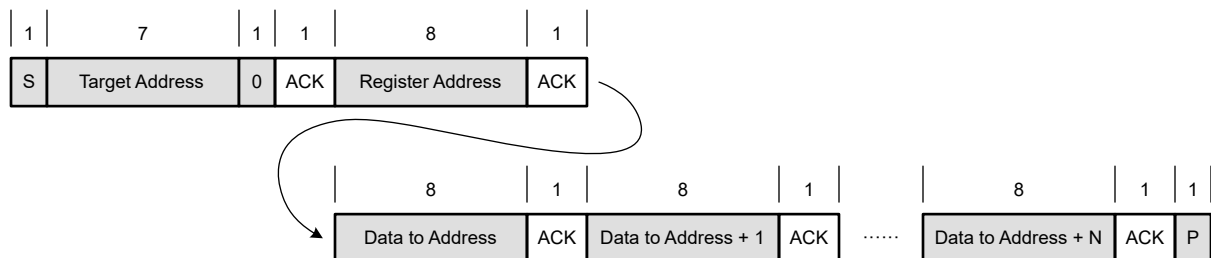 1 7 1 1 8 1
S Target Address 0 ACK Register Address ACK
8 1 8 1 8 1 1
Data to Address ACK Data to Address + 1 ACK ...... Data to Address + N ACK P